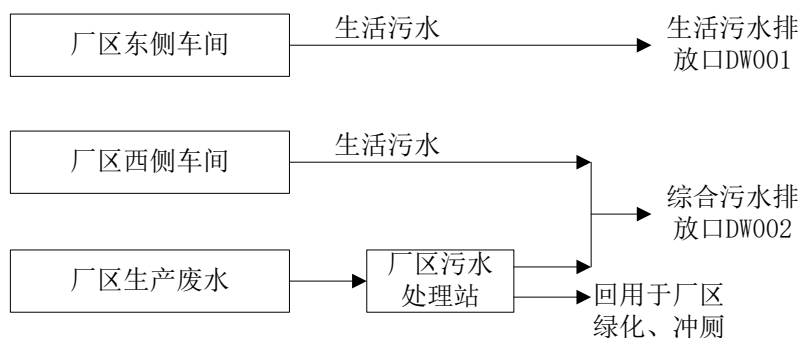 厂区东侧车间
生活污水
生活污水排
放口DW001
厂区西侧车间
生活污水
综合污水排
放口DW002
厂区生产废水
厂区污水
处理站
回用于厂区
绿化、冲厕